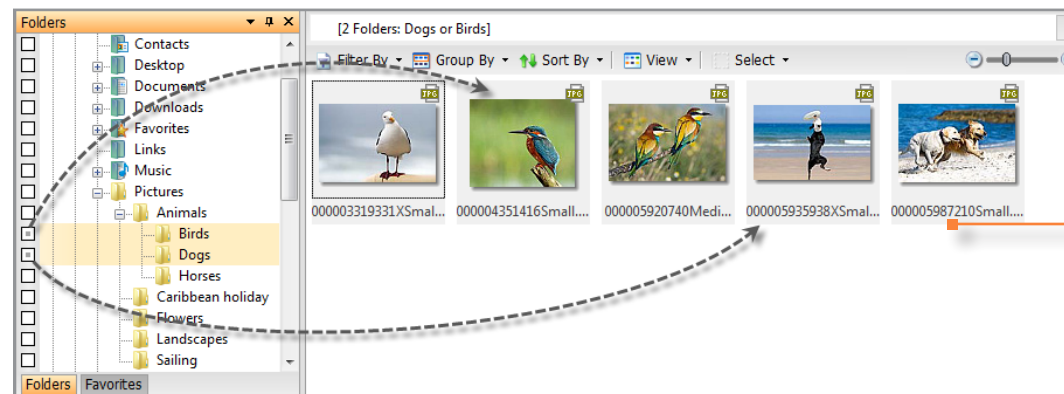 Folders
Contacts
Desktop
Documents
Downloads
Favorites
Links
Music
Pictures
Animals
Birds
Dogs
Horses
Caribbean holiday
Flowers
Landscapes
Sailing
Folders Favorites
[2 Folders: Dogs or Birds]
Filter By Group By Sort By View Select
JPG JPG JPG JPG JPG
000003319331XSmal... 000004351416Small.... 000005920740Medi... 000005935938XSmal... 000005987210Small....